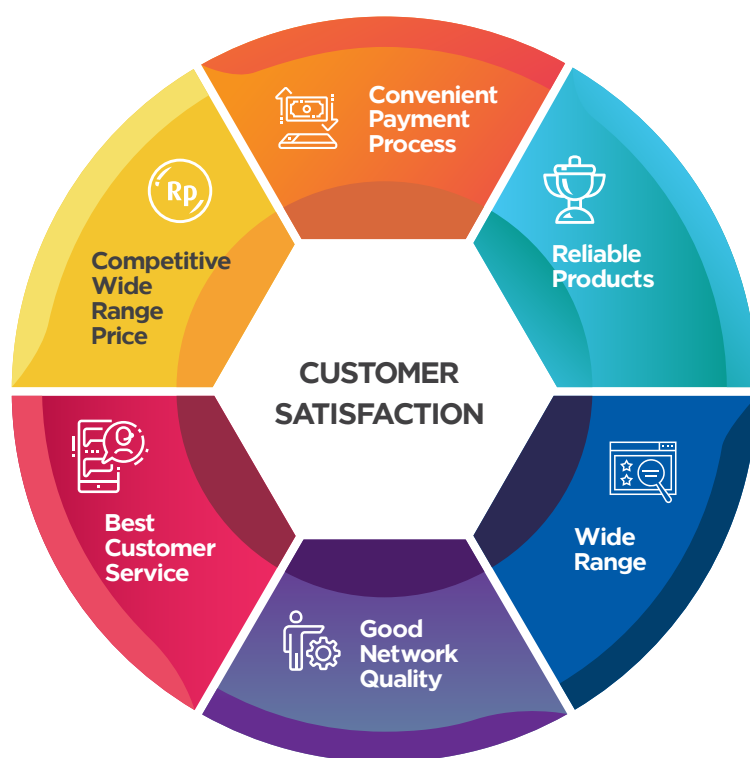 Convenient
Payment
Process
Reliable
Products
Wide
Range
Good
Network
Quality
Best
Customer
Service
Rp
Competitive
Wide
Range
Price
CUSTOMER
SATISFACTION